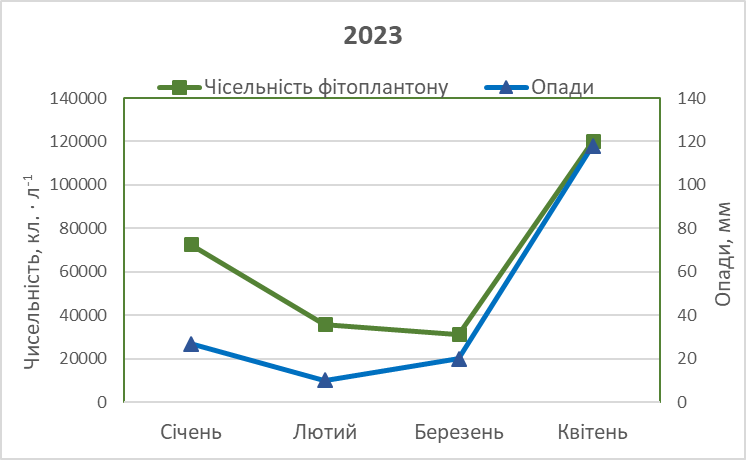 2023
Чісельність фітоплантону Опади
140000 140
120000 120
100000 100
80000 80
60000 60
40000 40
20000 20
0 0
Чисельність, кл. · л⁻¹
Опади, мм
Січень Лютий Березень Квітень